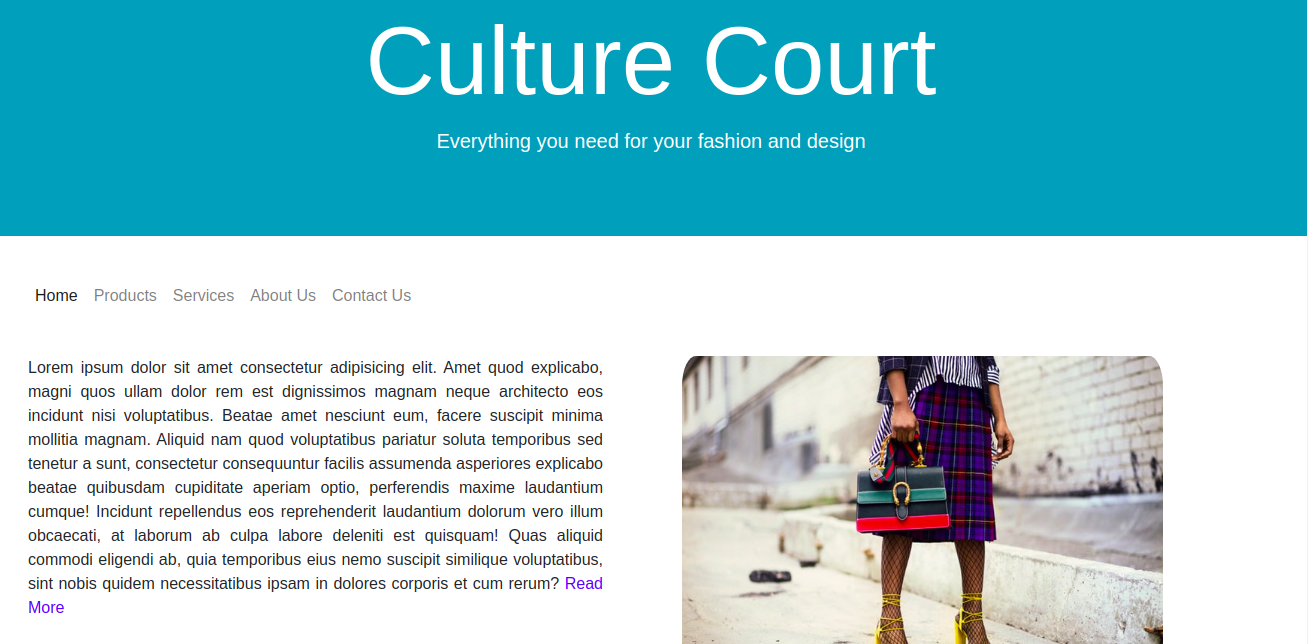 Culture Court
Everything you need for your fashion and design
Home Products Services About Us Contact Us
Lorem ipsum dolor sit amet consectetur adipisicing elit. Amet quod explicabo,
magni quos ullam dolor rem est dignissimos magnam neque architecto eos
incidunt nisi voluptatibus. Beatae amet nesciunt eum, facere suscipit minima
mollitia magnam. Aliquid nam quod voluptatibus pariatur soluta temporibus sed
tenetur a sunt, consectetur consequuntur facilis assumenda asperiores explicabo
beatae quibusdam cupiditate aperiam optio, perferendis maxime laudantium
cumque! Incidunt repellendus eos reprehenderit laudantium dolorum vero illum
obcaecati, at laborum ab culpa labore deleniti est quisquam! Quas aliquid
commodi eligendi ab, quia temporibus eius nemo suscipit similique voluptatibus,
sint nobis quidem necessitatibus ipsam in dolores corporis et cum rerum? Read
More